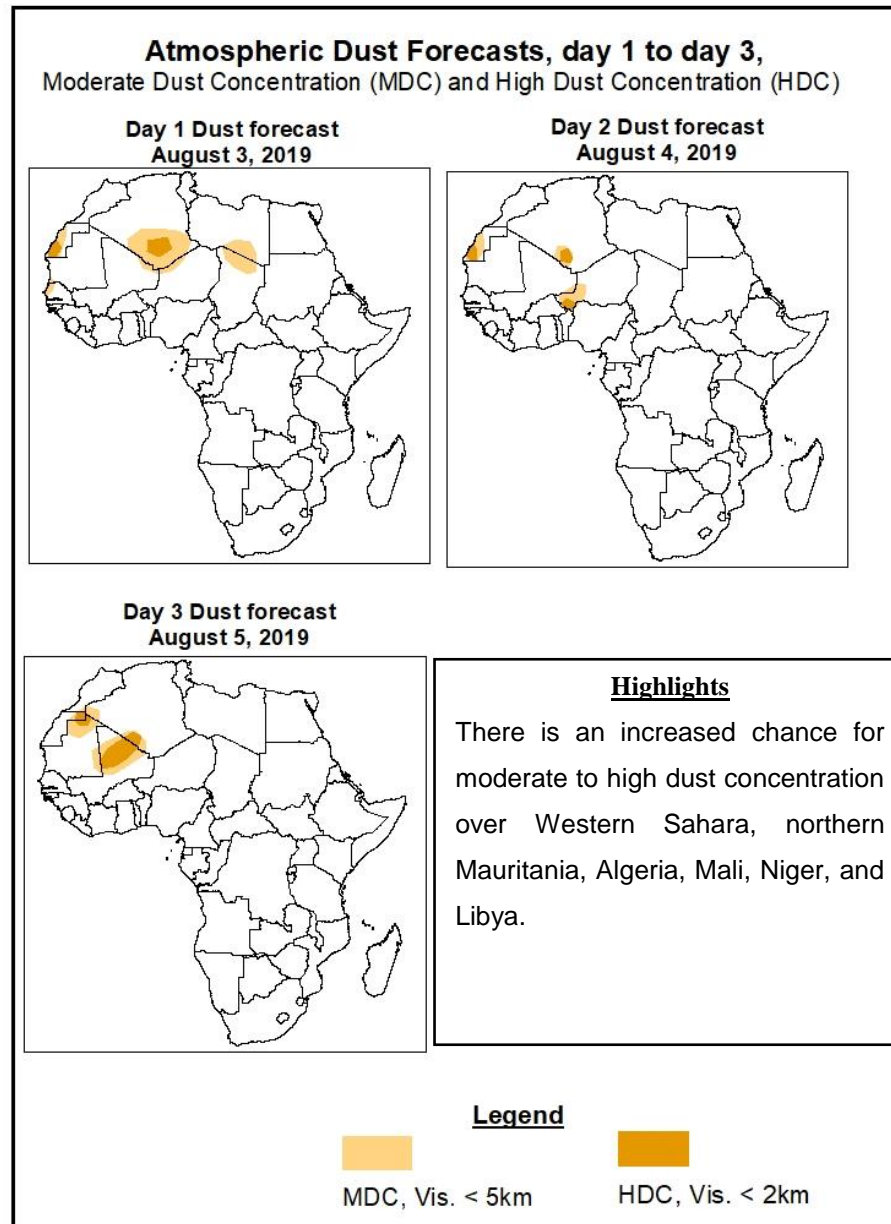 Atmospheric Dust Forecasts, day 1 to day 3,
Moderate Dust Concentration (MDC) and High Dust Concentration (HDC)
Day 1 Dust forecast
August 3, 2019
Day 2 Dust forecast
August 4, 2019
Day 3 Dust forecast
August 5, 2019
Highlights
There is an increased chance for
moderate to high dust concentration
over Western Sahara, northern
Mauritania, Algeria, Mali, Niger, and
Libya.
Legend
MDC, Vis. < 5km
HDC, Vis. < 2km